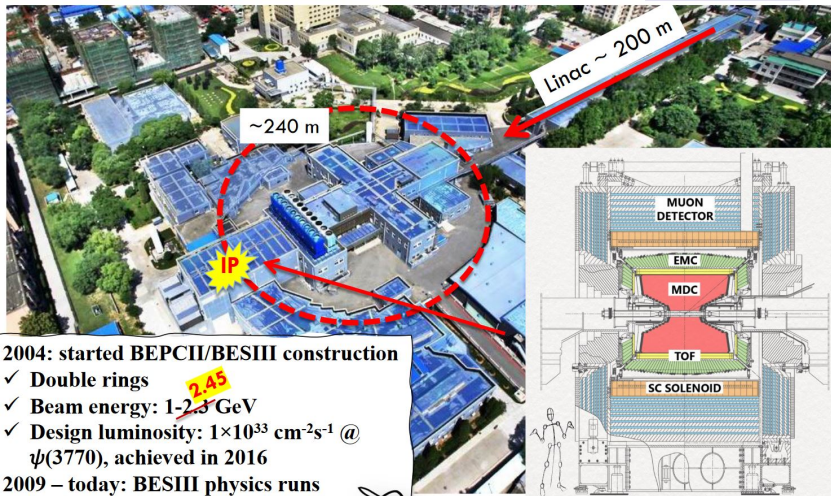 Linac ~ 200 m
~240 m
IP
MUON
DETECTOR
EMC
MDC
TOF
SC SOLENOID
2004: started BEPCII/BESIII construction
✓ Double rings
2.45
✓ Beam energy: 1-2.3 GeV
✓ Design luminosity: 1×10³³ cm⁻²s⁻¹ @
ψ(3770), achieved in 2016
2009 – today: BESIII physics runs